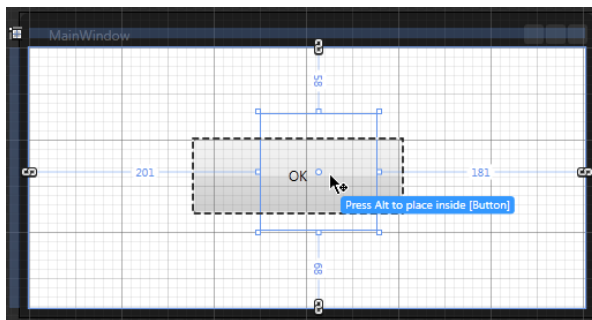 MainWindow
58
201
OK
181
Press Alt to place inside [Button]
68